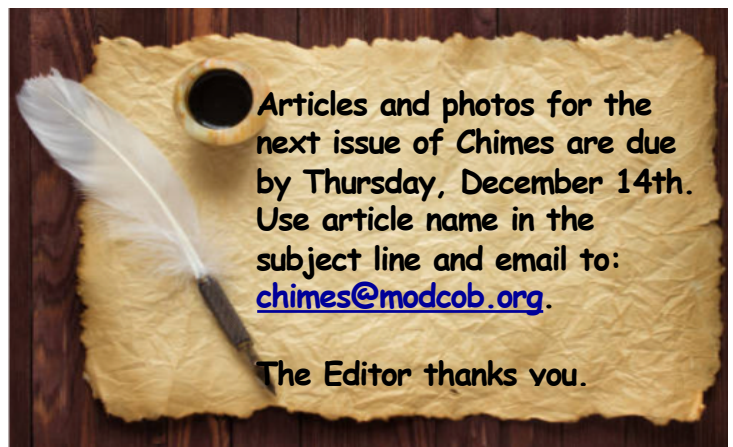 Articles and photos for the
next issue of Chimes are due
by Thursday, December 14th.
Use article name in the
subject line and email to:
chimes@modcob.org.
The Editor thanks you.